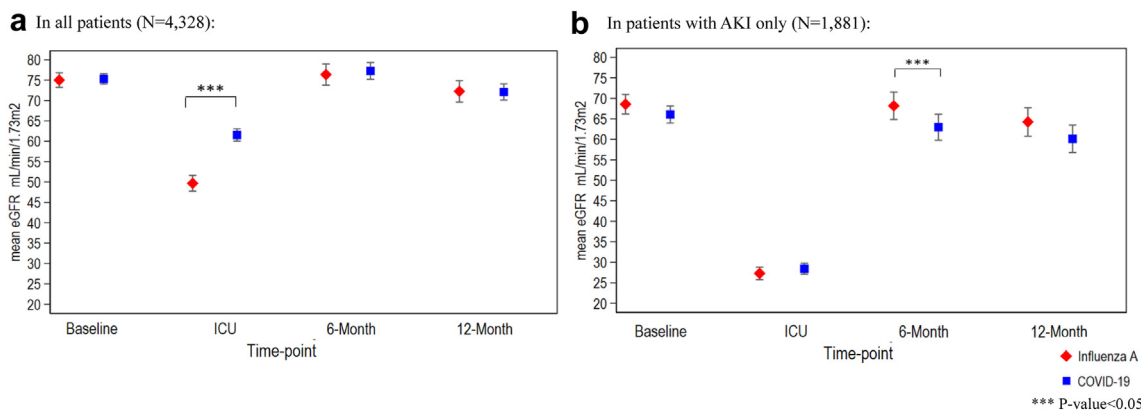 a In all patients (N=4,328):
***
80
75
70
65
60
55
50
45
40
35
30
25
20
mean eGFR mL/min/1.73m2
Baseline ICU 6-Month 12-Month
Time-point
b In patients with AKI only (N=1,881):
***
80
75
70
65
60
55
50
45
40
35
30
25
20
mean eGFR mL/min/1.73m2
Baseline ICU 6-Month 12-Month
Time-point
Influenza A
COVID-19
*** P-value<0.05